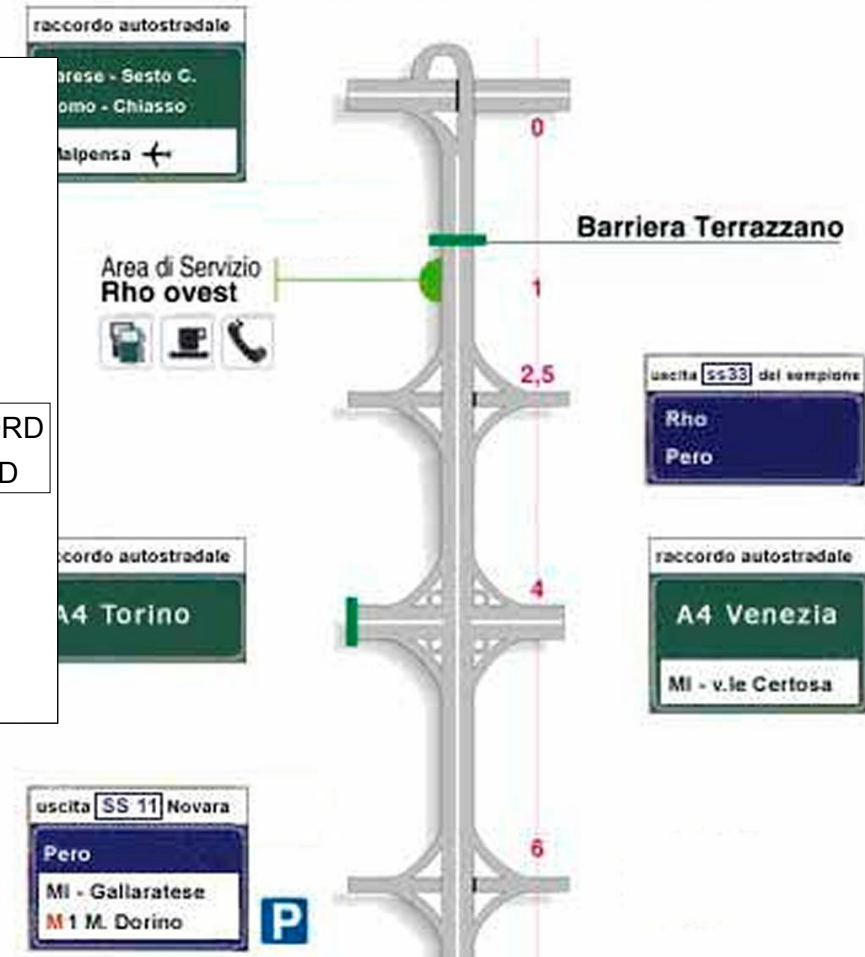 raccordo autostradale
arese - Sesto C.
omo - Chiasso
alpensa
0
Barriera Terrazzano
Area di Servizio
Rho ovest
1
2,5
uscita ss33 del sempione
Rho
Pero
RD
D
ccordo autostradale
A4 Torino
4
raccordo autostradale
A4 Venezia
MI - v.le Certosa
uscita SS 11 Novara
Pero
MI - Gallaratese
M1 M. Dorino
P
6